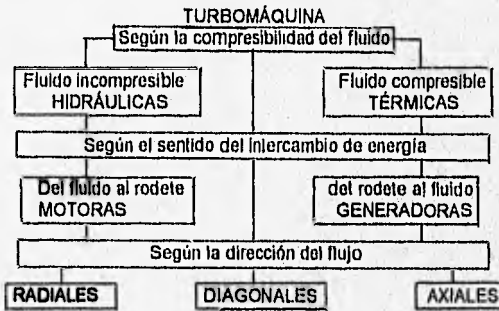 TURBOMÁQUINA
Según la compresibilidad del fluido
Fluido incompresible
HIDRÁULICAS
Fluido compresible
TÉRMICAS
Según el sentido del intercambio de energía
Del fluido al rodete
MOTORAS
del rodete al fluido
GENERADORAS
Según la dirección del flujo
RADIALES
DIAGONALES
AXIALES